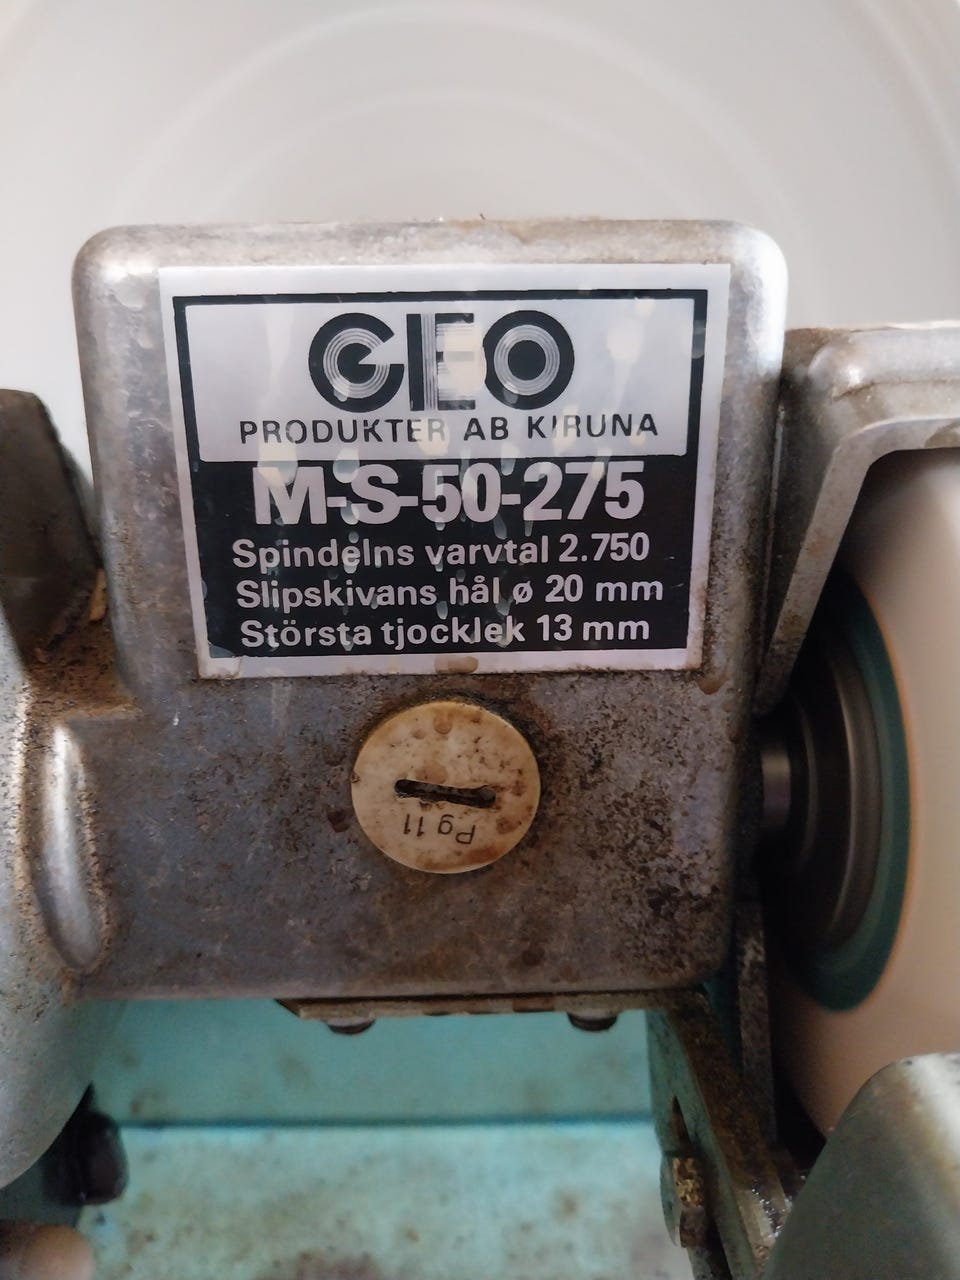 GEO
PRODUKTER AB KIRUNA
M-S-50-275
Spindelns varvtal 2.750
Slipskivans hål ø 20 mm
Största tjocklek 13 mm
Pg 11